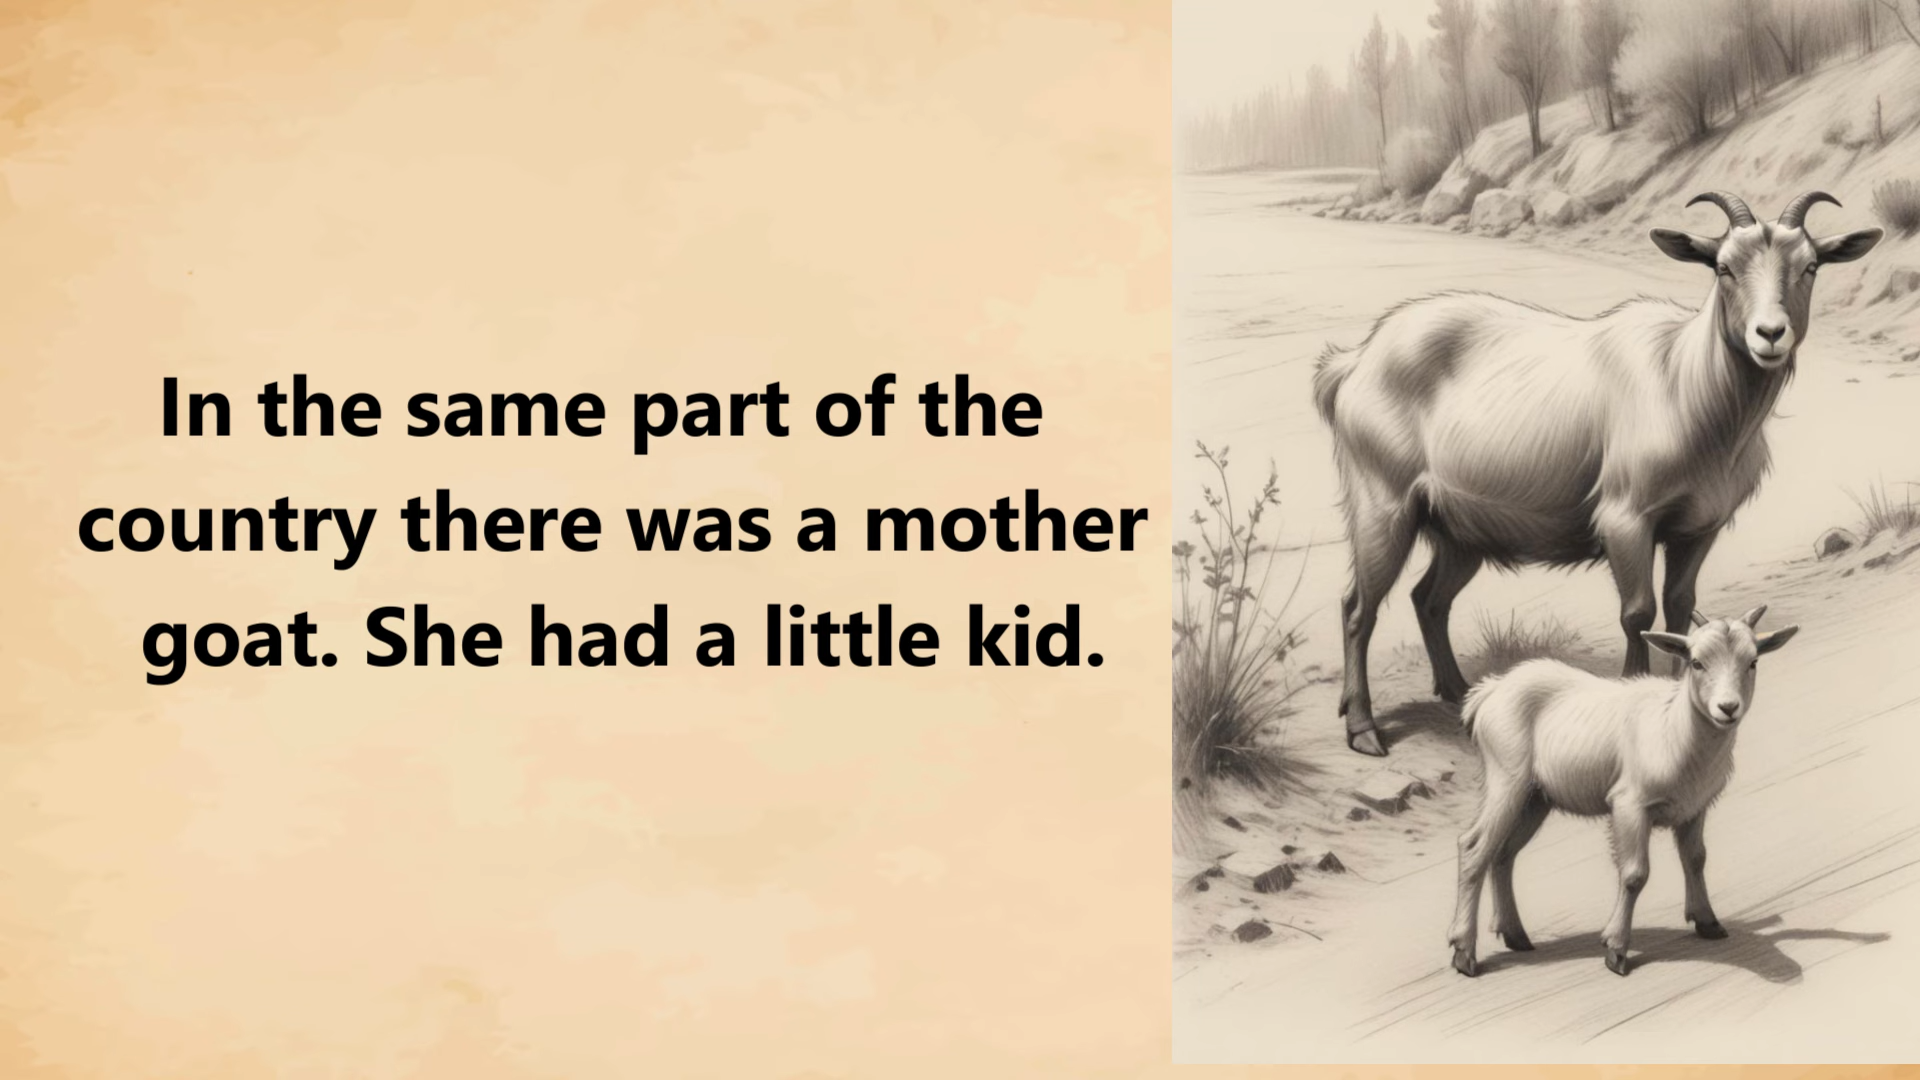 In the same part of the
country there was a mother
goat. She had a little kid.